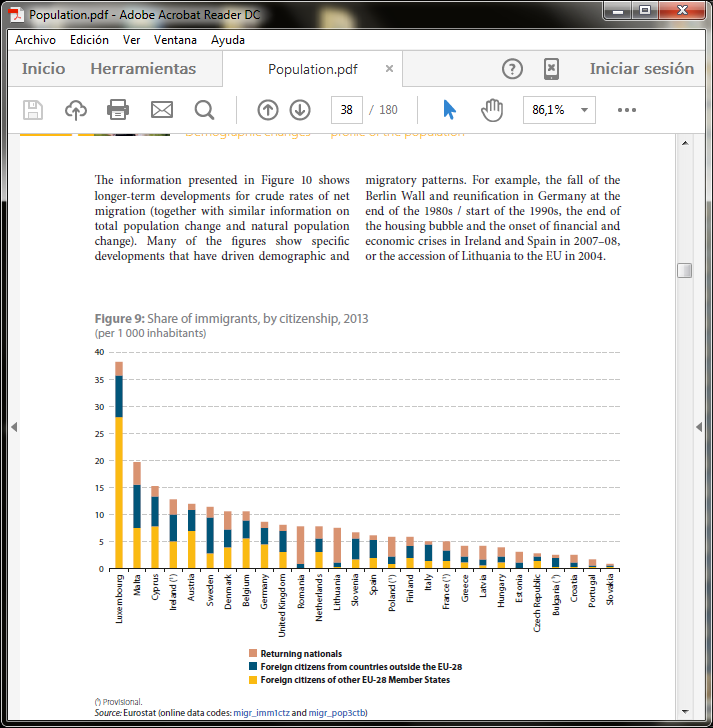 Population.pdf - Adobe Acrobat Reader DC
Archivo Edición Ver Ventana Ayuda
Inicio Herramientas Population.pdf × ? Iniciar sesión
38 / 180 86,1%
Demographic changes — profile of the population
The information presented in Figure 10 shows
longer-term developments for crude rates of net
migration (together with similar information on
total population change and natural population
change). Many of the figures show specific
developments that have driven demographic and
migratory patterns. For example, the fall of the
Berlin Wall and reunification in Germany at the
end of the 1980s / start of the 1990s, the end of
the housing bubble and the onset of financial and
economic crises in Ireland and Spain in 2007–08,
or the accession of Lithuania to the EU in 2004.
Figure 9: Share of immigrants, by citizenship, 2013
(per 1 000 inhabitants)
40
35
30
25
20
15
10
5
0
Luxembourg
Malta
Cyprus
Ireland (¹)
Austria
Sweden
Denmark
Belgium
Germany
United Kingdom
Romania
Netherlands
Lithuania
Slovenia
Spain
Poland (¹)
Finland
Italy
France (¹)
Greece
Latvia
Hungary
Estonia
Czech Republic
Bulgaria (¹)
Croatia
Portugal
Slovakia
Returning nationals
Foreign citizens from countries outside the EU-28
Foreign citizens of other EU-28 Member States
(¹) Provisional.
Source: Eurostat (online data codes: migr_imm1ctz and migr_pop3ctb)